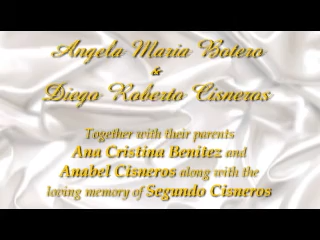 Angela Maria Botero
&
Diego Roberto Cisneros
Together with their parents
Ana Cristina Benitez and
Anabel Cisneros along with the
loving memory of Segundo Cisneros